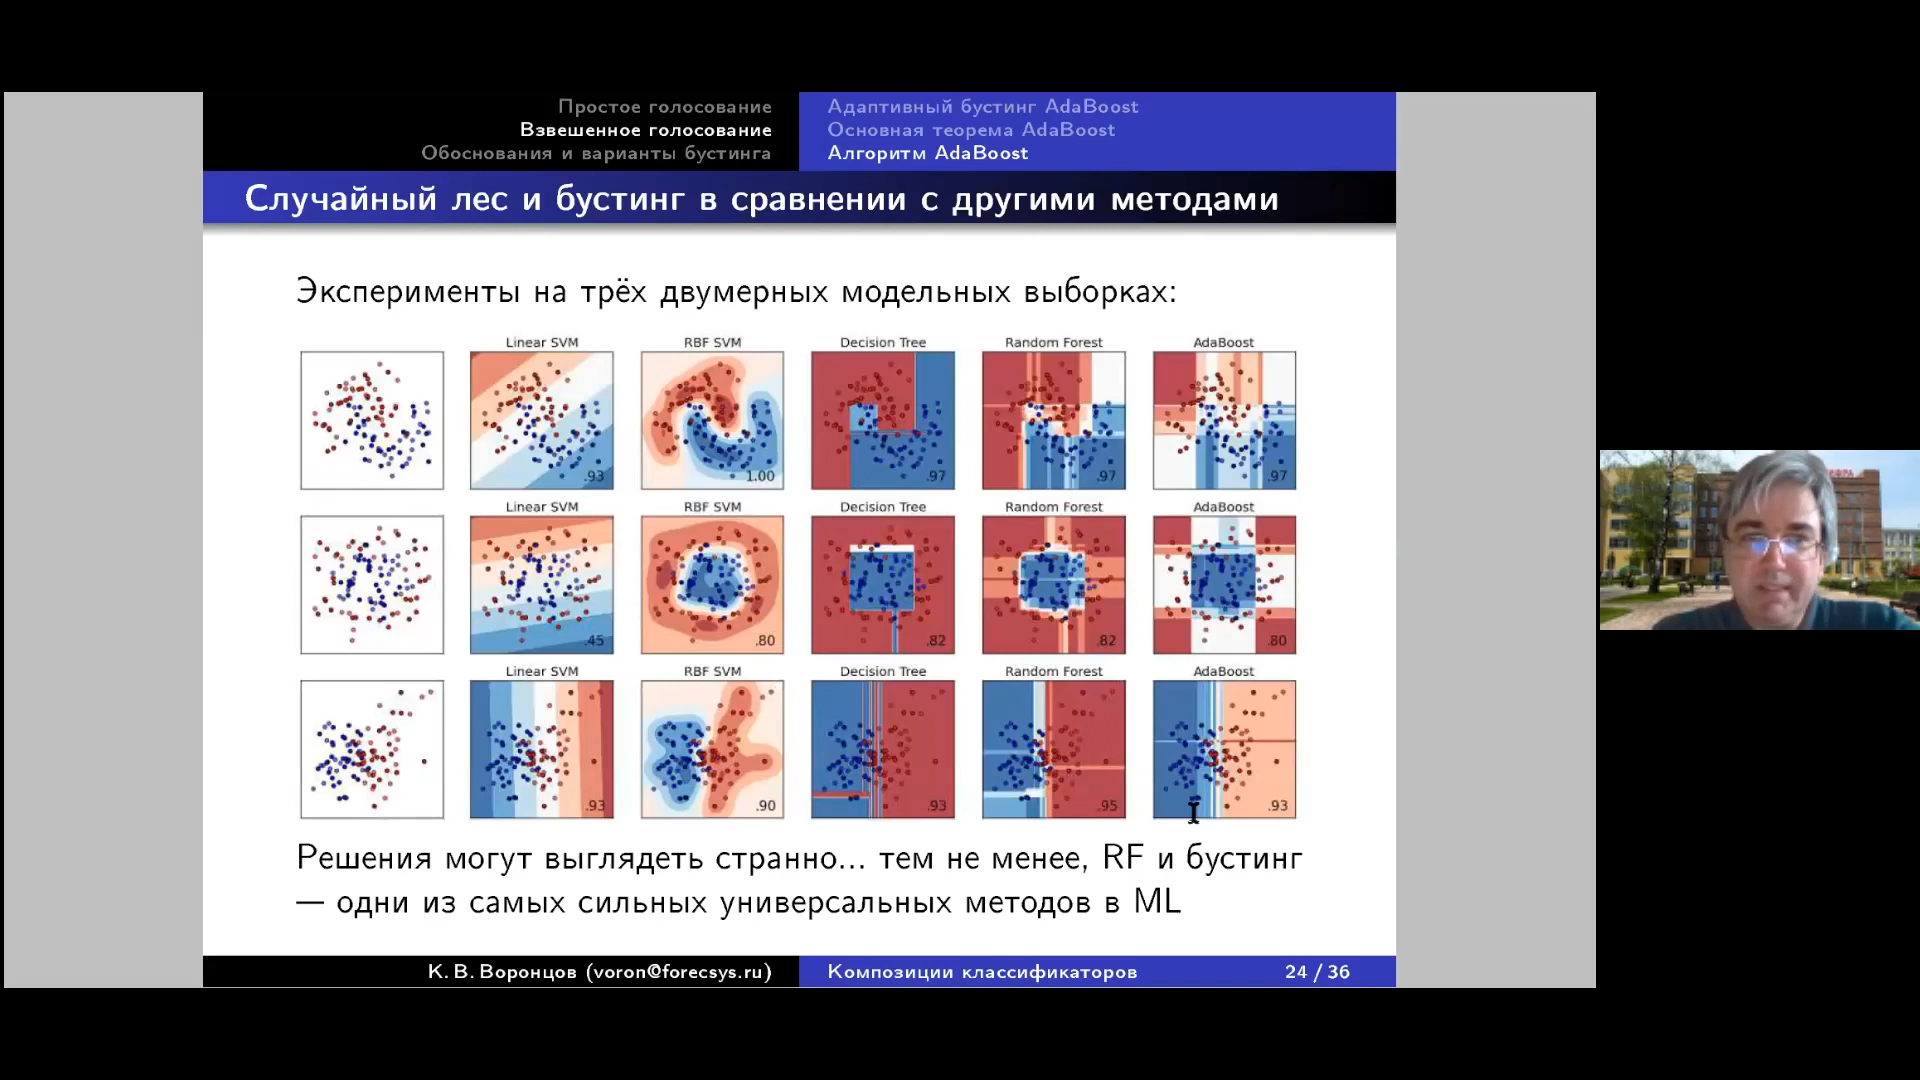 Простое голосование
Взвешенное голосование
Обоснования и варианты бустинга
Адаптивный бустинг AdaBoost
Основная теорема AdaBoost
Алгоритм AdaBoost
Случайный лес и бустинг в сравнении с другими методами
Эксперименты на трёх двумерных модельных выборках:
Linear SVM RBF SVM Decision Tree Random Forest AdaBoost
.93 1.00 .97 .97 .97
Linear SVM RBF SVM Decision Tree Random Forest AdaBoost
.45 .80 .82 .82 .80
Linear SVM RBF SVM Decision Tree Random Forest AdaBoost
.93 .90 .93 .95 .93
Решения могут выглядеть странно... тем не менее, RF и бустинг
— одни из самых сильных универсальных методов в ML
К. В. Воронцов (voron@forecsys.ru) Композиции классификаторов 24 / 36